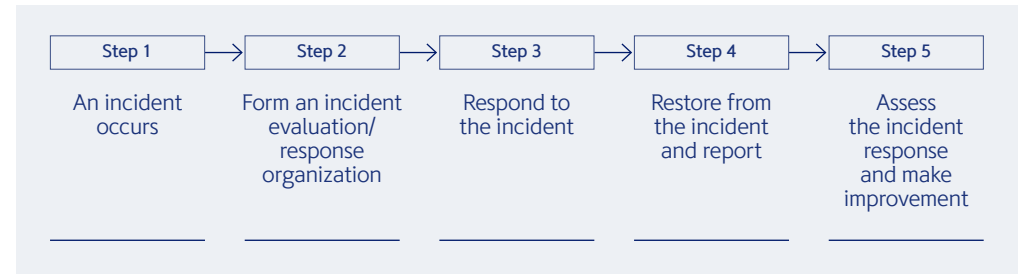 Step 1
An incident
occurs
Step 2
Form an incident
evaluation/
response
organization
Step 3
Respond to
the incident
Step 4
Restore from
the incident
and report
Step 5
Assess
the incident
response
and make
improvement